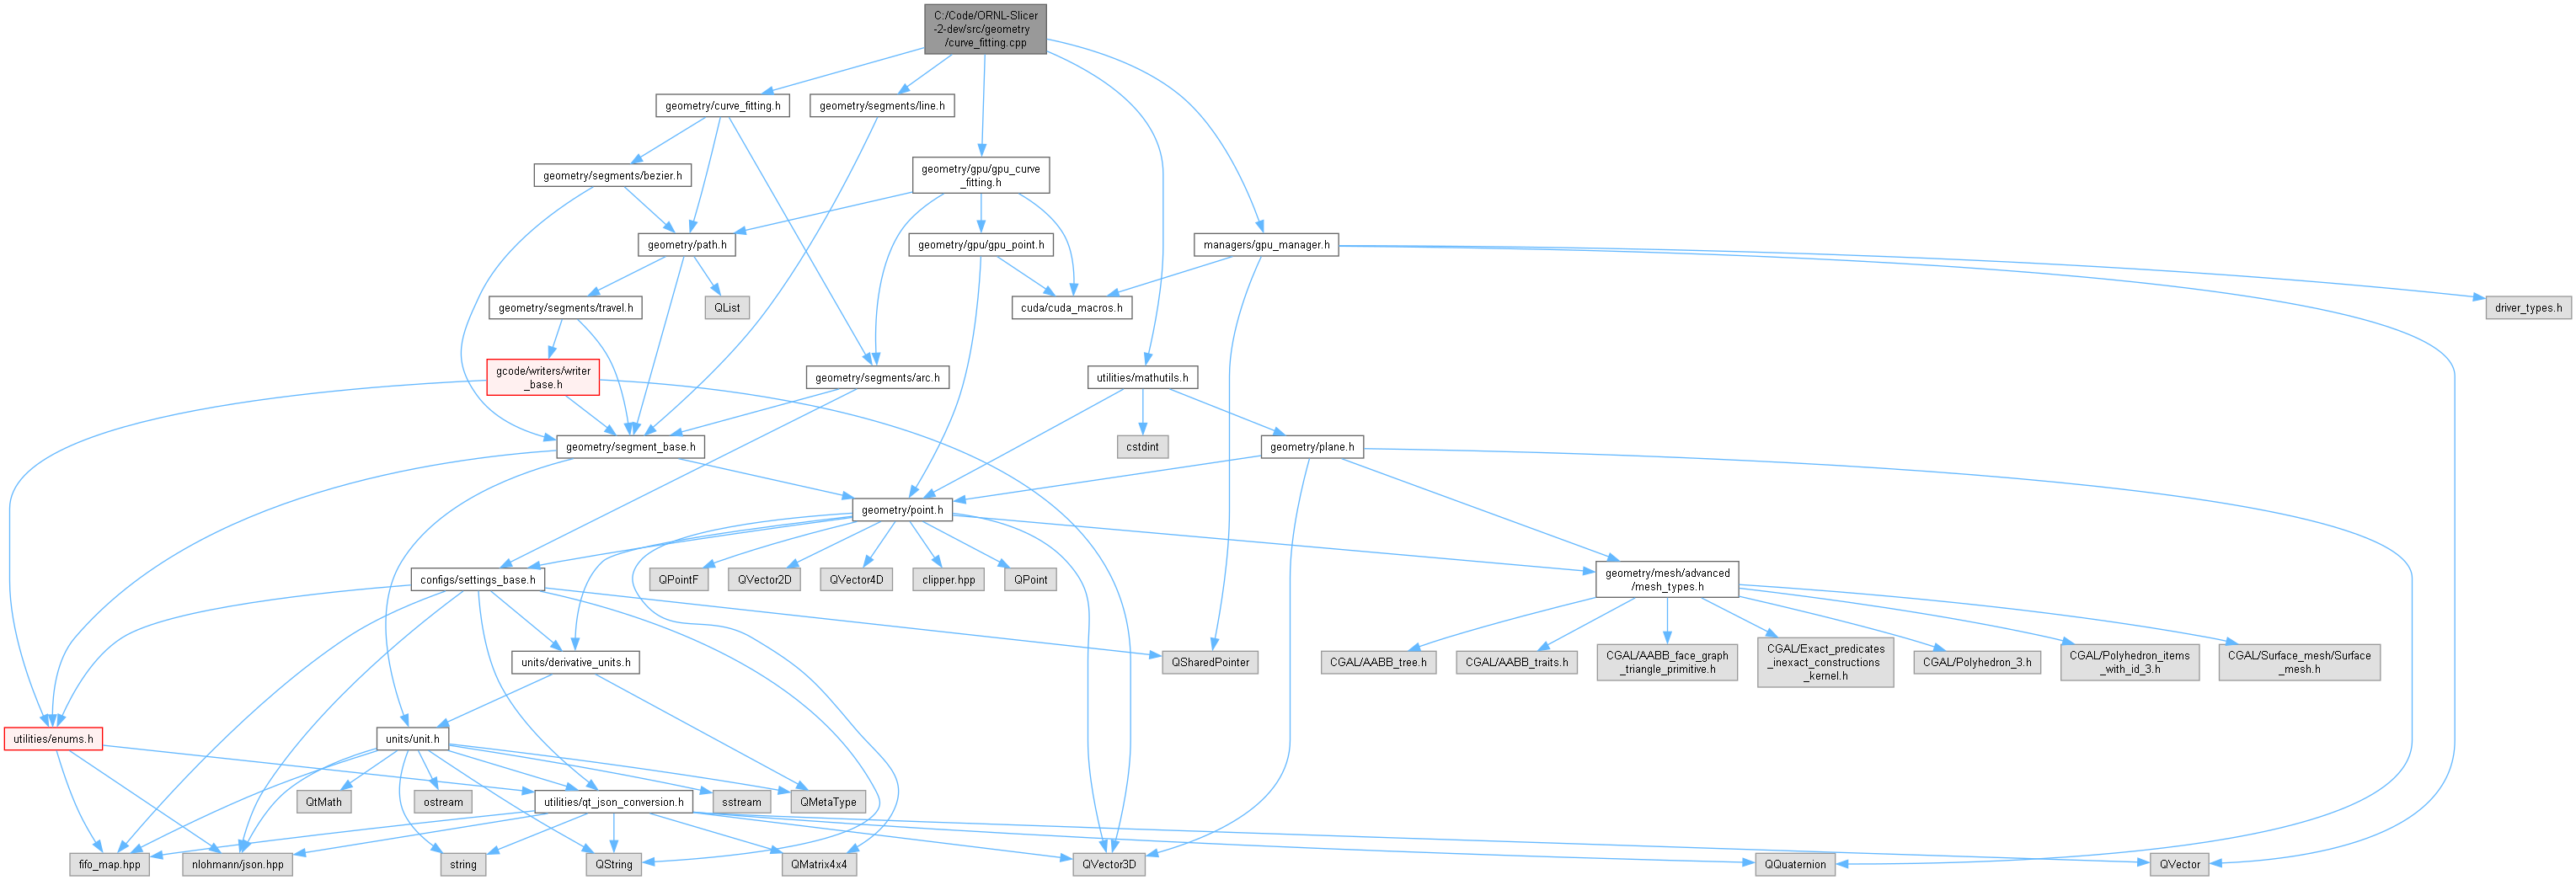 C:/Code/ORNL-Slicer
-2-dev/src/geometry
/curve_fitting.cpp
geometry/curve_fitting.h
geometry/segments/line.h
geometry/gpu/gpu_curve
_fitting.h
geometry/segments/bezier.h
geometry/path.h
geometry/gpu/gpu_point.h
managers/gpu_manager.h
geometry/segments/travel.h
QList
cuda/cuda_macros.h
driver_types.h
gcode/writers/writer
_base.h
geometry/segments/arc.h
utilities/mathutils.h
geometry/segment_base.h
cstdint
geometry/plane.h
geometry/point.h
configs/settings_base.h
QPointF
QVector2D
QVector4D
clipper.hpp
QPoint
geometry/mesh/advanced
/mesh_types.h
units/derivative_units.h
QSharedPointer
CGAL/AABB_tree.h
CGAL/AABB_traits.h
CGAL/AABB_face_graph
_triangle_primitive.h
CGAL/Exact_predicates
_inexact_constructions
_kernel.h
CGAL/Polyhedron_3.h
CGAL/Polyhedron_items
_with_id_3.h
CGAL/Surface_mesh/Surface
_mesh.h
utilities/enums.h
units/unit.h
QtMath
ostream
utilities/qt_json_conversion.h
sstream
QMetaType
fifo_map.hpp
nlohmann/json.hpp
string
QString
QMatrix4x4
QVector3D
QQuaternion
QVector